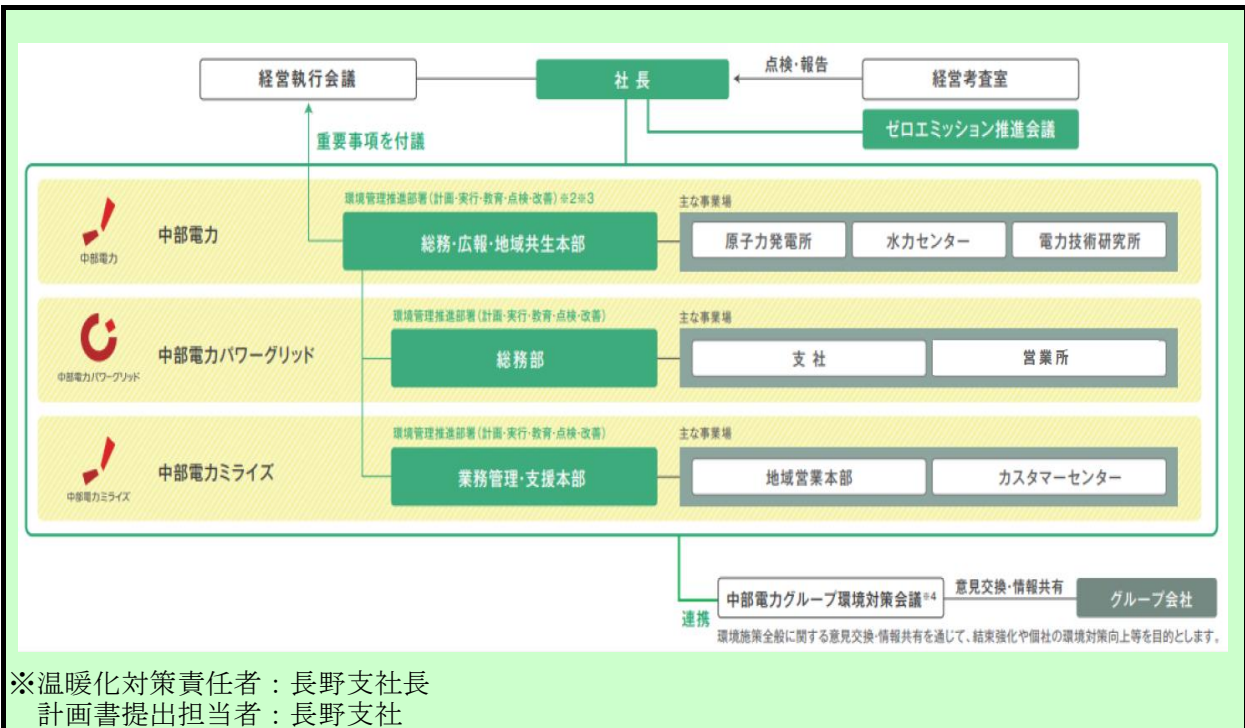 経営執行会議
社長
点検・報告
経営考査室
ゼロエミッション推進会議
重要事項を付議
環境管理推進部署(計画・実行・教育・点検・改善)※2※3
主な事業場
中部電力
中部電力
総務・広報・地域共生本部
原子力発電所
水力センター
電力技術研究所
環境管理推進部署(計画・実行・教育・点検・改善)
主な事業場
中部電力パワーグリッド
中部電力パワーグリッド
総務部
支社
営業所
環境管理推進部署(計画・実行・教育・点検・改善)
主な事業場
中部電力ミライズ
中部電力ミライズ
業務管理・支援本部
地域営業本部
カスタマーセンター
連携
中部電力グループ環境対策会議※4
意見交換・情報共有
グループ会社
環境施策全般に関する意見交換・情報共有を通じて、結束強化や個社の環境対策向上等を目的とします。
※温暖化対策責任者：長野支社長
計画書提出担当者：長野支社